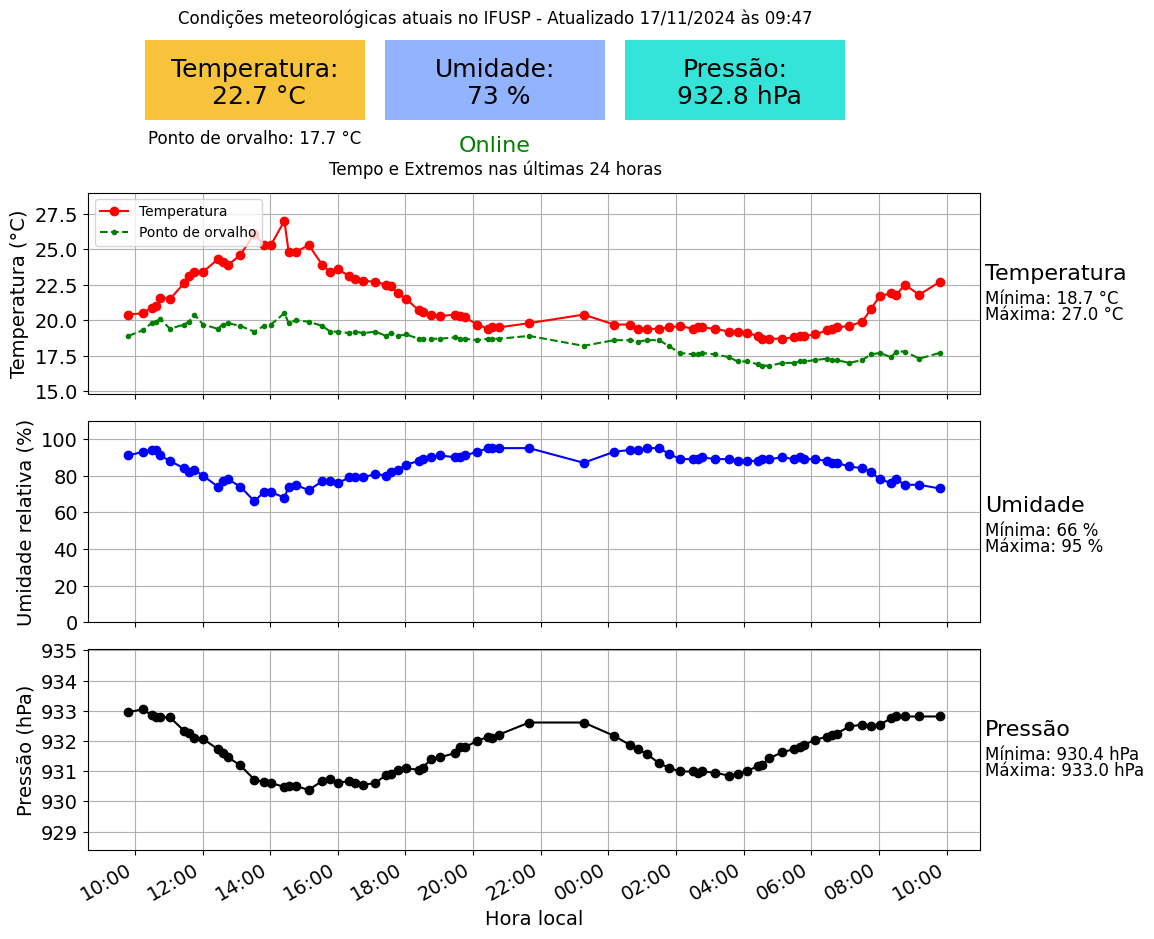 Condições meteorológicas atuais no IFUSP - Atualizado 17/11/2024 às 09:47
Temperatura:
22.7 °C
Umidade:
73 %
Pressão:
932.8 hPa
Ponto de orvalho: 17.7 °C
Online
Tempo e Extremos nas últimas 24 horas
Temperatura (°C)
27.5
25.0
22.5
20.0
17.5
15.0
Temperatura
Ponto de orvalho
Temperatura
Mínima: 18.7 °C
Máxima: 27.0 °C
Umidade relativa (%)
100
80
60
40
20
0
Umidade
Mínima: 66 %
Máxima: 95 %
Pressão (hPa)
935
934
933
932
931
930
929
Pressão
Mínima: 930.4 hPa
Máxima: 933.0 hPa
10:00 12:00 14:00 16:00 18:00 20:00 22:00 00:00 02:00 04:00 06:00 08:00 10:00
Hora local